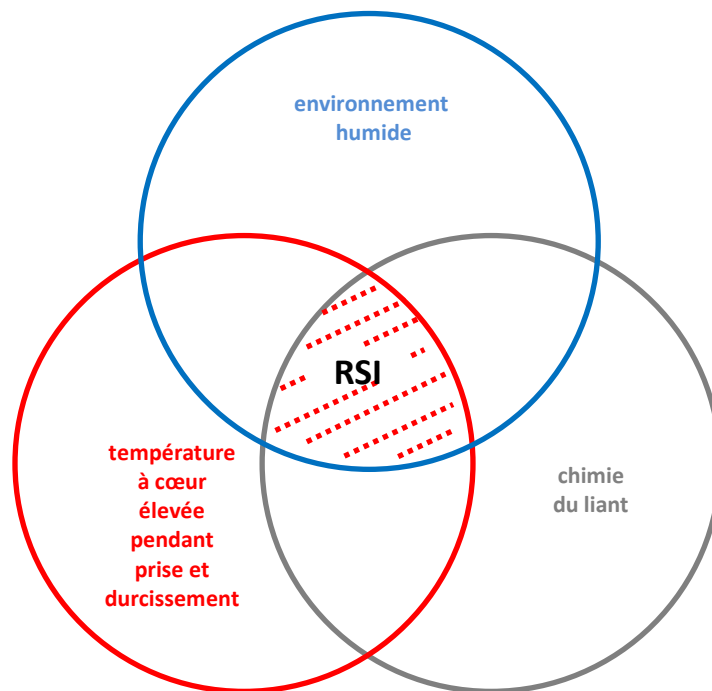 environnement
humide
RSI
température
à cœur
élevée
pendant
prise et
durcissement
chimie
du liant